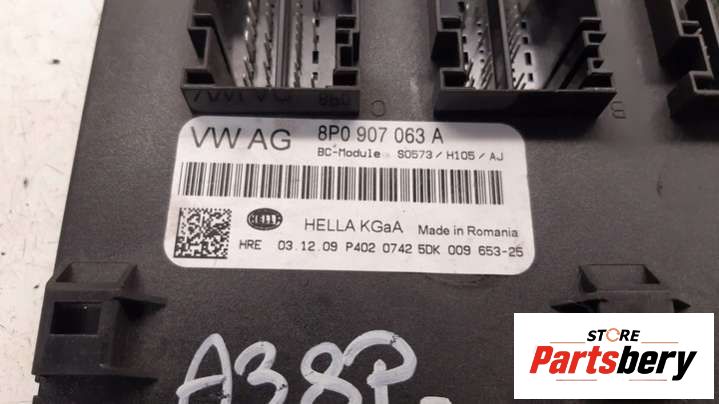 VW AG 8P0 907 063 A
BC-Module S0573/H105/AJ
HELLA
HELLA KGaA Made in Romania
HRE 03.12.09 P402 0742 5DK 009 653-25
A38P.
STORE
Partsbery